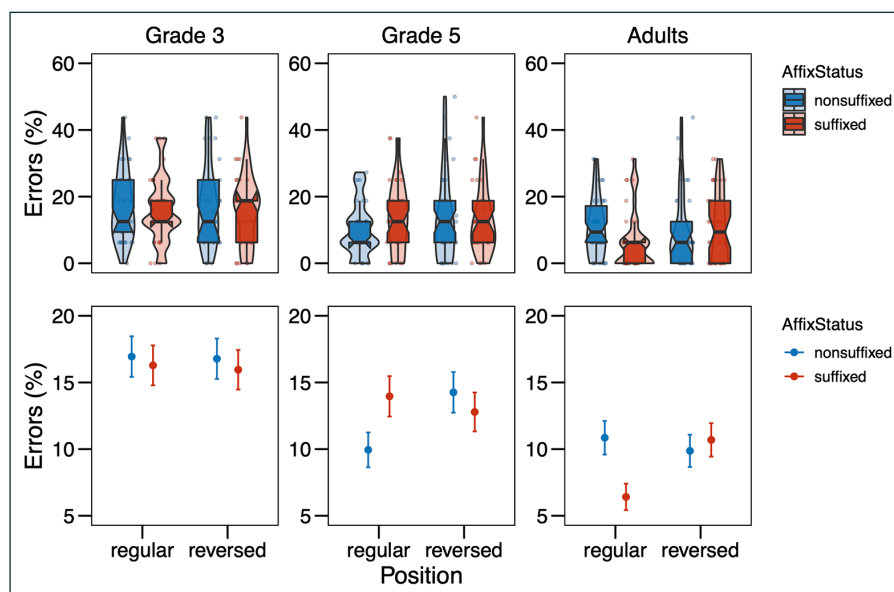 Grade 3
Grade 5
Adults
Errors (%)
60
40
20
0
60
40
20
0
60
40
20
0
AffixStatus
nonsuffixed
suffixed
Errors (%)
20
15
10
5
20
15
10
5
20
15
10
5
AffixStatus
nonsuffixed
suffixed
regular reversed
regular reversed
regular reversed
Position